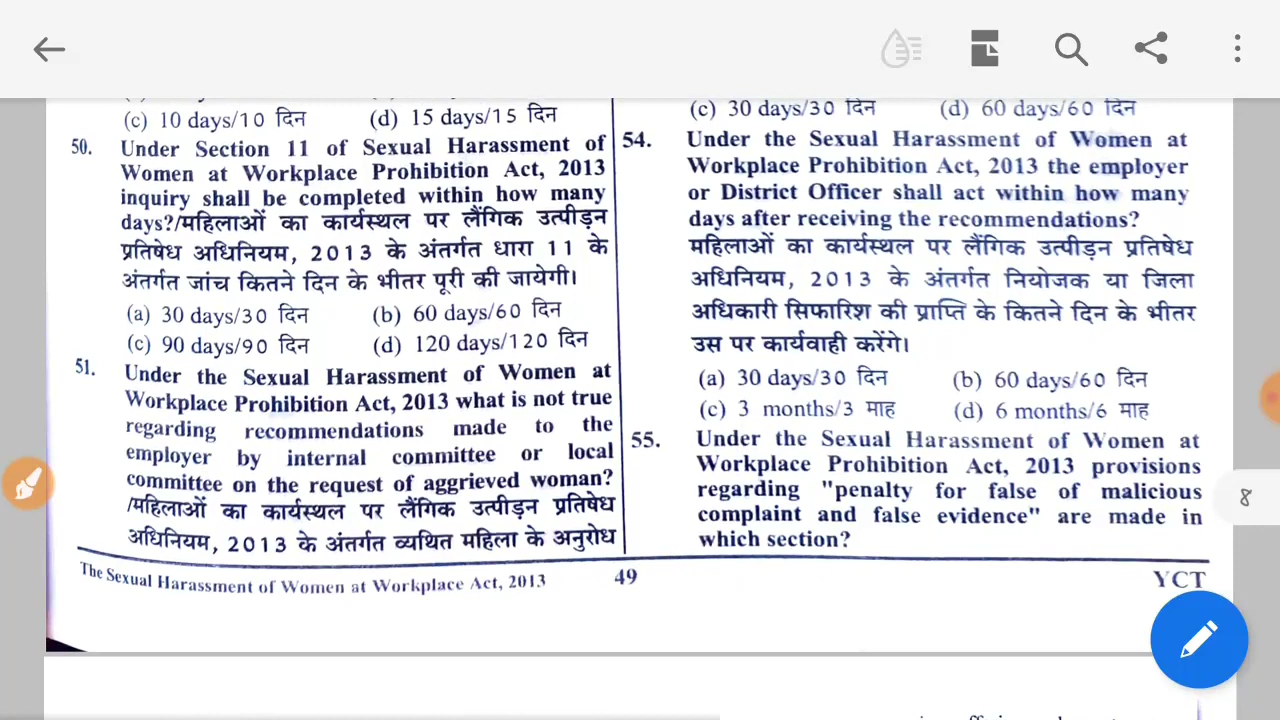 (c) 10 days/10 दिन (d) 15 days/15 दिन
50. Under Section 11 of Sexual Harassment of
Women at Workplace Prohibition Act, 2013
inquiry shall be completed within how many
days?/महिलाओं का कार्यस्थल पर लैंगिक उत्पीड़न
प्रतिषेध अधिनियम, 2013 के अंतर्गत धारा 11 के
अंतर्गत जांच कितने दिन के भीतर पूरी की जायेगी।
(a) 30 days/30 दिन (b) 60 days/60 दिन
(c) 90 days/90 दिन (d) 120 days/120 दिन
51. Under the Sexual Harassment of Women at
Workplace Prohibition Act, 2013 what is not true
regarding recommendations made to the
employer by internal committee or local
committee on the request of aggrieved woman?
/महिलाओं का कार्यस्थल पर लैंगिक उत्पीड़न प्रतिषेध
अधिनियम, 2013 के अंतर्गत व्यथित महिला के अनुरोध
(c) 30 days/30 दिन (d) 60 days/60 दिन
54. Under the Sexual Harassment of Women at
Workplace Prohibition Act, 2013 the employer
or District Officer shall act within how many
days after receiving the recommendations?
महिलाओं का कार्यस्थल पर लैंगिक उत्पीड़न प्रतिषेध
अधिनियम, 2013 के अंतर्गत नियोजक या जिला
अधिकारी सिफारिश की प्राप्ति के कितने दिन के भीतर
उस पर कार्यवाही करेंगे।
(a) 30 days/30 दिन (b) 60 days/60 दिन
(c) 3 months/3 माह (d) 6 months/6 माह
55. Under the Sexual Harassment of Women at
Workplace Prohibition Act, 2013 provisions
regarding "penalty for false of malicious
complaint and false evidence" are made in
which section?
The Sexual Harassment of Women at Workplace Act, 2013 49 YCT
8